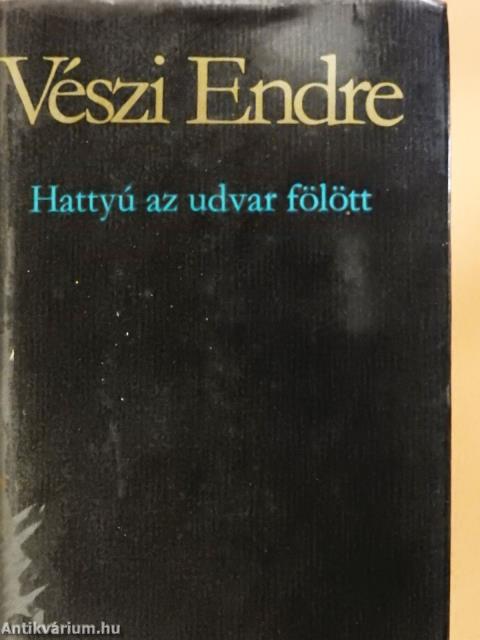 Vészi Endre
Hattyú az udvar fölött
Antikvárium.hu